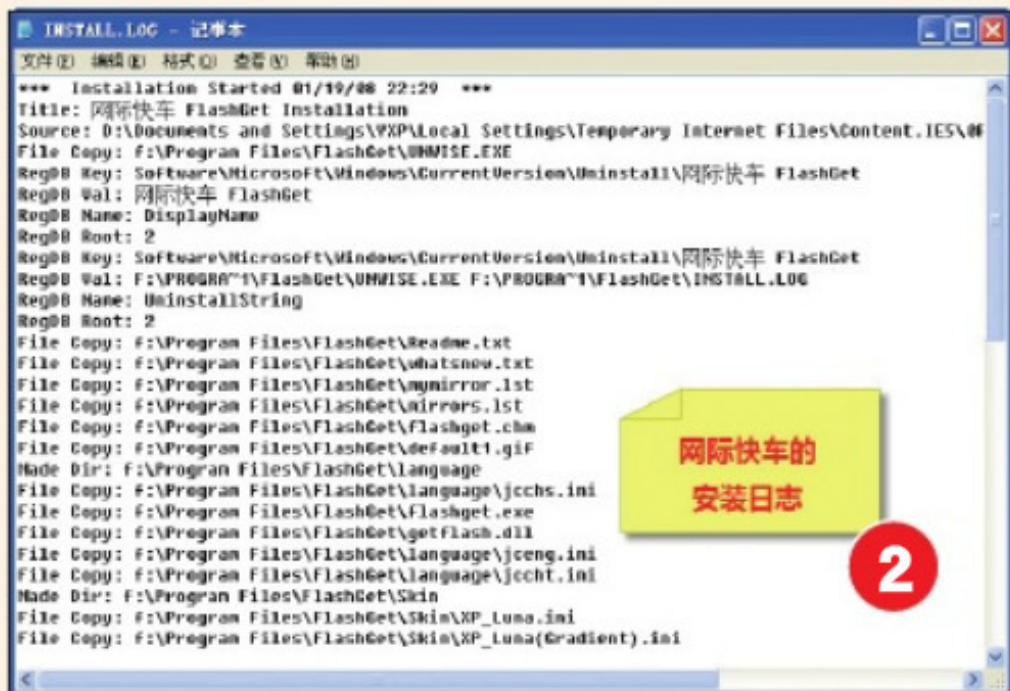 INSTALL.LOG - 记事本
文件(F) 编辑(E) 格式(O) 查看(V) 帮助(H)
*** Installation Started 01/19/08 22:29 ***
Title: 网际快车 FlashGet Installation
Source: D:\Documents and Settings\YXP\Local Settings\Temporary Internet Files\Content.IE5\0F
File Copy: f:\Program Files\FlashGet\UNWISE.EXE
RegDB Key: Software\Microsoft\Windows\CurrentVersion\Uninstall\网际快车 FlashGet
RegDB Val: 网际快车 FlashGet
RegDB Name: DisplayName
RegDB Root: 2
RegDB Key: Software\Microsoft\Windows\CurrentVersion\Uninstall\网际快车 FlashGet
RegDB Val: F:\PROGRA~1\FlashGet\UNWISE.EXE F:\PROGRA~1\FlashGet\INSTALL.LOG
RegDB Name: UninstallString
RegDB Root: 2
File Copy: f:\Program Files\FlashGet\Readme.txt
File Copy: f:\Program Files\FlashGet\whatsnew.txt
File Copy: f:\Program Files\FlashGet\mymirror.lst
File Copy: f:\Program Files\FlashGet\mirrors.lst
File Copy: f:\Program Files\FlashGet\flashget.chm
File Copy: f:\Program Files\FlashGet\default1.gif
Made Dir: f:\Program Files\FlashGet\language
File Copy: f:\Program Files\FlashGet\language\jcchs.ini
File Copy: f:\Program Files\FlashGet\flashget.exe
File Copy: f:\Program Files\FlashGet\getflash.dll
File Copy: f:\Program Files\FlashGet\language\jceng.ini
File Copy: f:\Program Files\FlashGet\language\jccht.ini
Made Dir: f:\Program Files\FlashGet\Skin
File Copy: f:\Program Files\FlashGet\Skin\XP_Luna.ini
File Copy: f:\Program Files\FlashGet\Skin\XP_Luna(Gradient).ini
网际快车的
安装日志
2